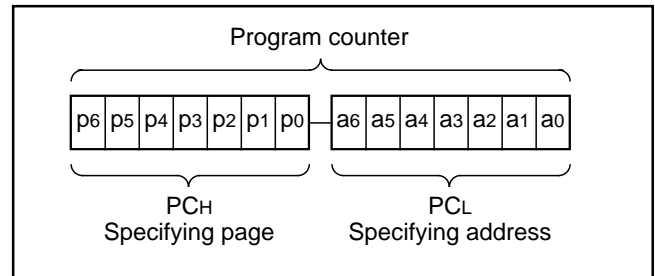 Program counter
p6 p5 p4 p3 p2 p1 p0 a6 a5 a4 a3 a2 a1 a0
PCH PCL
Specifying page Specifying address